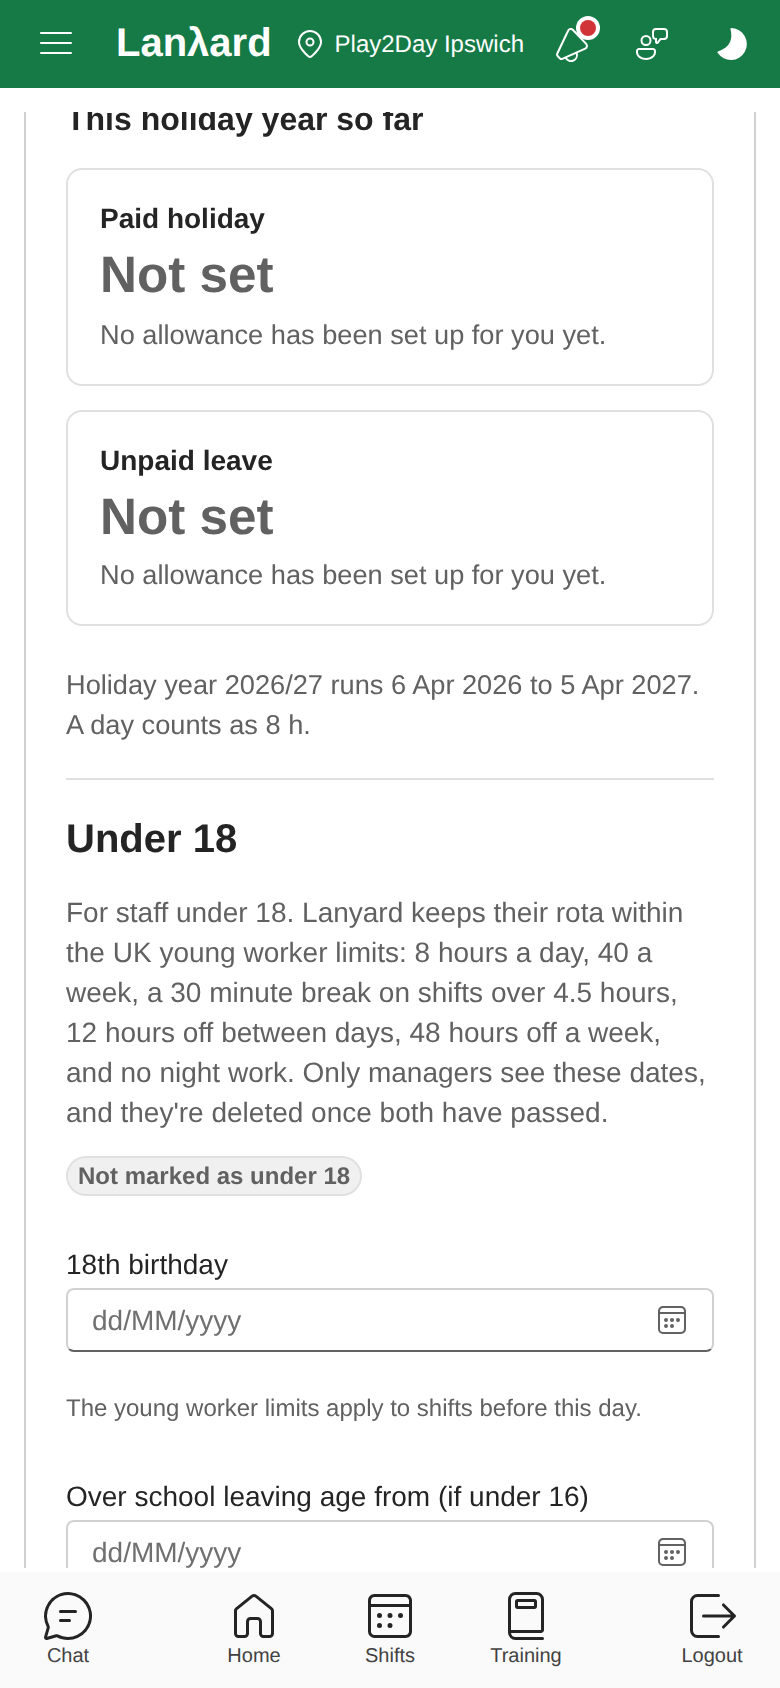 Lanλard
Play2Day Ipswich
This holiday year so far
Paid holiday
Not set
No allowance has been set up for you yet.
Unpaid leave
Not set
No allowance has been set up for you yet.
Holiday year 2026/27 runs 6 Apr 2026 to 5 Apr 2027.
A day counts as 8 h.
Under 18
For staff under 18. Lanyard keeps their rota within
the UK young worker limits: 8 hours a day, 40 a
week, a 30 minute break on shifts over 4.5 hours,
12 hours off between days, 48 hours off a week,
and no night work. Only managers see these dates,
and they're deleted once both have passed.
Not marked as under 18
18th birthday
dd/MM/yyyy
The young worker limits apply to shifts before this day.
Over school leaving age from (if under 16)
dd/MM/yyyy
Chat
Home
Shifts
Training
Logout